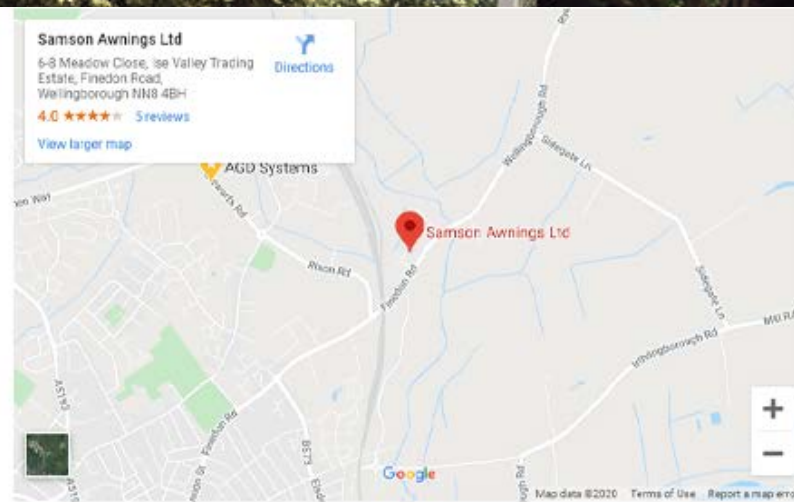 Samson Awnings Ltd
6-8 Meadow Close, Ise Valley Trading
Estate, Finedon Road,
Wellingborough NN8 4BH
4.0
5 reviews
View larger map
Directions
AGD Systems
Samson Awnings Ltd
Wellingborough Rd
Sidegate Ln
Sidegate Ln
Rixon Rd
Finedon Rd
Irthlingborough Rd
Finedon Rd
A5193
B573
Google
Map data ©2020
Terms of Use
Report a map